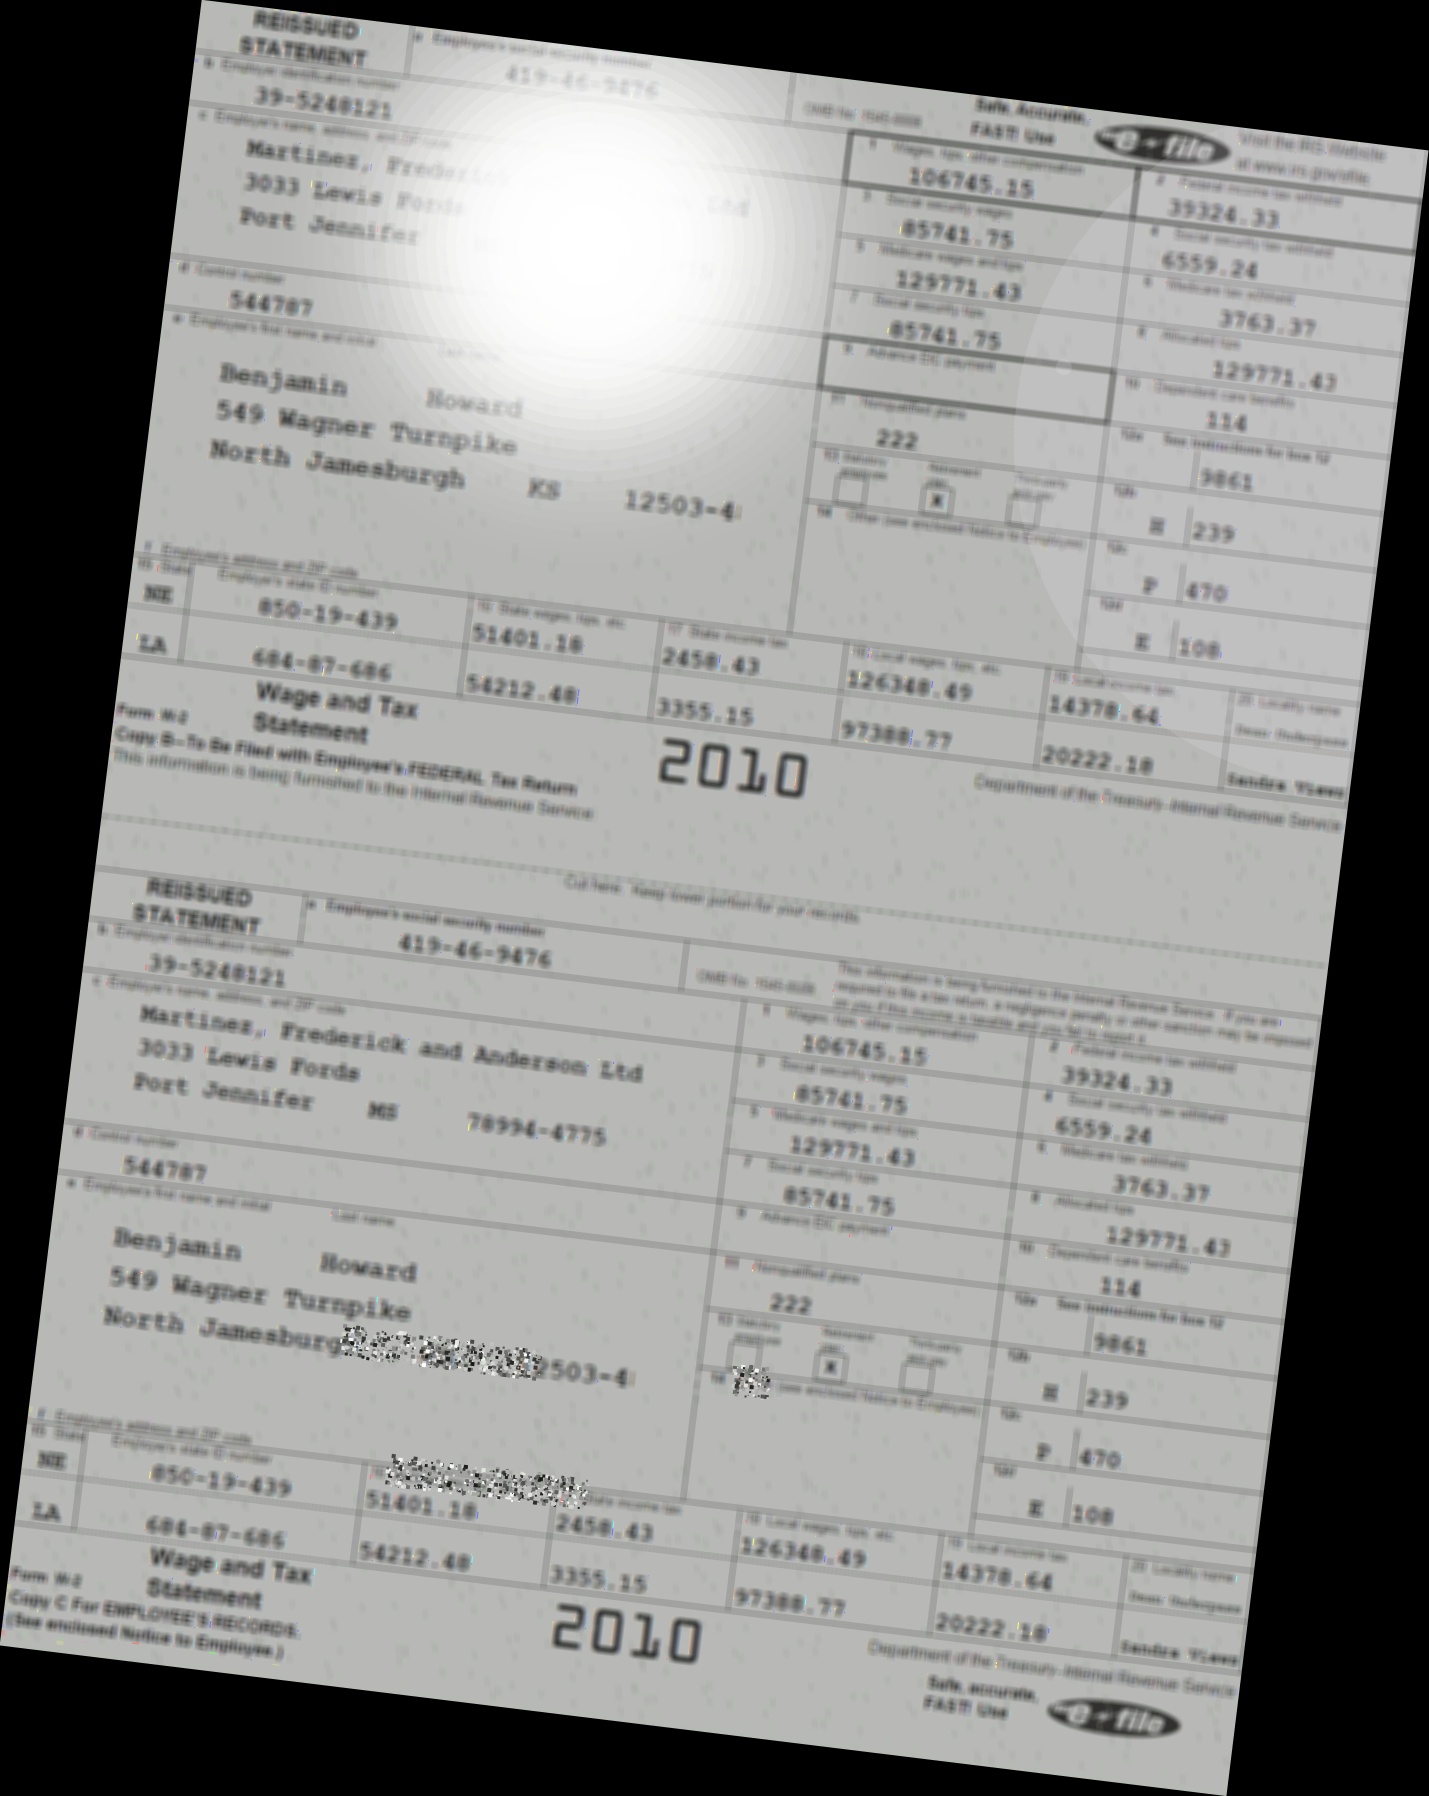 REISSUED
STATEMENT
a Employee's social security number
419-46-9476
b Employer identification number
39-5248121
OMB No. 1545-0008
Safe, Accurate,
FAST! Use
e-file
Visit the IRS Website
at www.irs.gov/efile
c Employer's name, address, and ZIP code
Martinez, Frederick Ltd
3033 Lewis Fords
Port Jennifer
1 Wages, tips, other compensation
106745.15
2 Federal income tax withheld
39324.33
3 Social security wages
85741.75
4 Social security tax withheld
6559.24
5 Medicare wages and tips
129771.43
6 Medicare tax withheld
3763.37
d Control number
544787
7 Social security tips
85741.75
8 Allocated tips
129771.43
e Employee's first name and initial Last name
Benjamin Howard
549 Wagner Turnpike
North Jamesburgh KS 12503-4
9 Advance EIC payment
10 Dependent care benefits
114
11 Nonqualified plans
222
12a See instructions for box 12
9861
13 Statutory employee Retirement plan Third-party sick pay
X
12b
H 239
14 Other (see enclosed Notice to Employee)
12c
P 470
12d
E 108
f Employee's address and ZIP code
15 State Employer's state ID number
16 State wages, tips, etc.
17 State income tax
18 Local wages, tips, etc.
19 Local income tax
20 Locality name
NE 850-19-439 51401.18 2458.43 126348.49 14378.64
LA 684-87-686 54212.48 3355.15 97388.77 20222.18 Sandra Views
Form W-2
Wage and Tax
Statement
2010
Copy B—To Be Filed with Employee's FEDERAL Tax Return
This information is being furnished to the Internal Revenue Service.
Department of the Treasury-Internal Revenue Service
Cut here. Keep lower portion for your records.
REISSUED
STATEMENT
a Employee's social security number
419-46-9476
b Employer identification number
39-5248121
OMB No. 1545-0008
This information is being furnished to the Internal Revenue Service. If you are
required to file a tax return, a negligence penalty or other sanction may be imposed
on you if this income is taxable and you fail to report it.
c Employer's name, address, and ZIP code
Martinez, Frederick and Anderson Ltd
3033 Lewis Fords
Port Jennifer MS 78994-4775
1 Wages, tips, other compensation
106745.15
2 Federal income tax withheld
39324.33
3 Social security wages
85741.75
4 Social security tax withheld
6559.24
5 Medicare wages and tips
129771.43
6 Medicare tax withheld
3763.37
d Control number
544787
7 Social security tips
85741.75
8 Allocated tips
129771.43
e Employee's first name and initial Last name
Benjamin Howard
549 Wagner Turnpike
North Jamesburg 2503-4
9 Advance EIC payment
10 Dependent care benefits
114
11 Nonqualified plans
222
12a See instructions for box 12
9861
13 Statutory employee Retirement plan Third-party sick pay
X
12b
H 239
14 (see enclosed Notice to Employee)
12c
P 470
12d
E 108
f Employee's address and ZIP code
15 State Employer's state ID number
State income tax
18 Local wages, tips, etc.
19 Local income tax
20 Locality name
NE 850-19-439 51401.18 2458.43 126348.49 14378.64
LA 684-87-686 54212.48 3355.15 97388.77 20222.18 Sandra Views
Form W-2
Wage and Tax
Statement
2010
Copy C For EMPLOYEE'S RECORDS.
(See enclosed Notice to Employee.)
Department of the Treasury-Internal Revenue Service
Safe, accurate,
FAST! Use
e-file